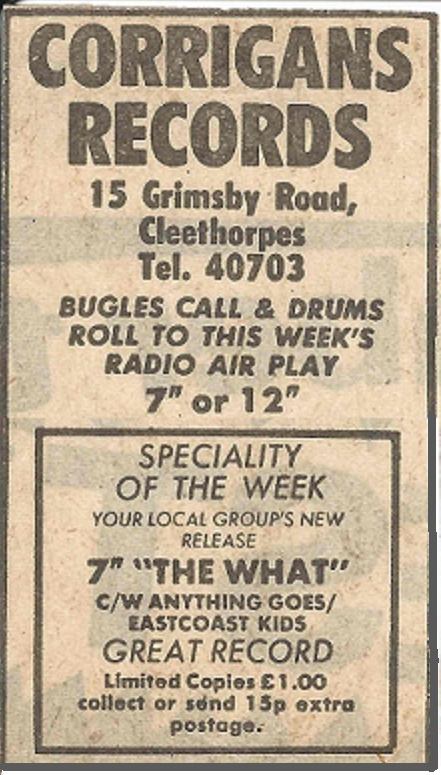 CORRIGANS
RECORDS
15 Grimsby Road,
Cleethorpes
Tel. 40703
BUGLES CALL & DRUMS
ROLL TO THIS WEEK'S
RADIO AIR PLAY
7" or 12"
SPECIALITY
OF THE WEEK
YOUR LOCAL GROUP'S NEW
RELEASE
7" "THE WHAT"
C/W ANYTHING GOES/
EASTCOAST KIDS
GREAT RECORD
Limited Copies £1.00
collect or send 15p extra
postage.